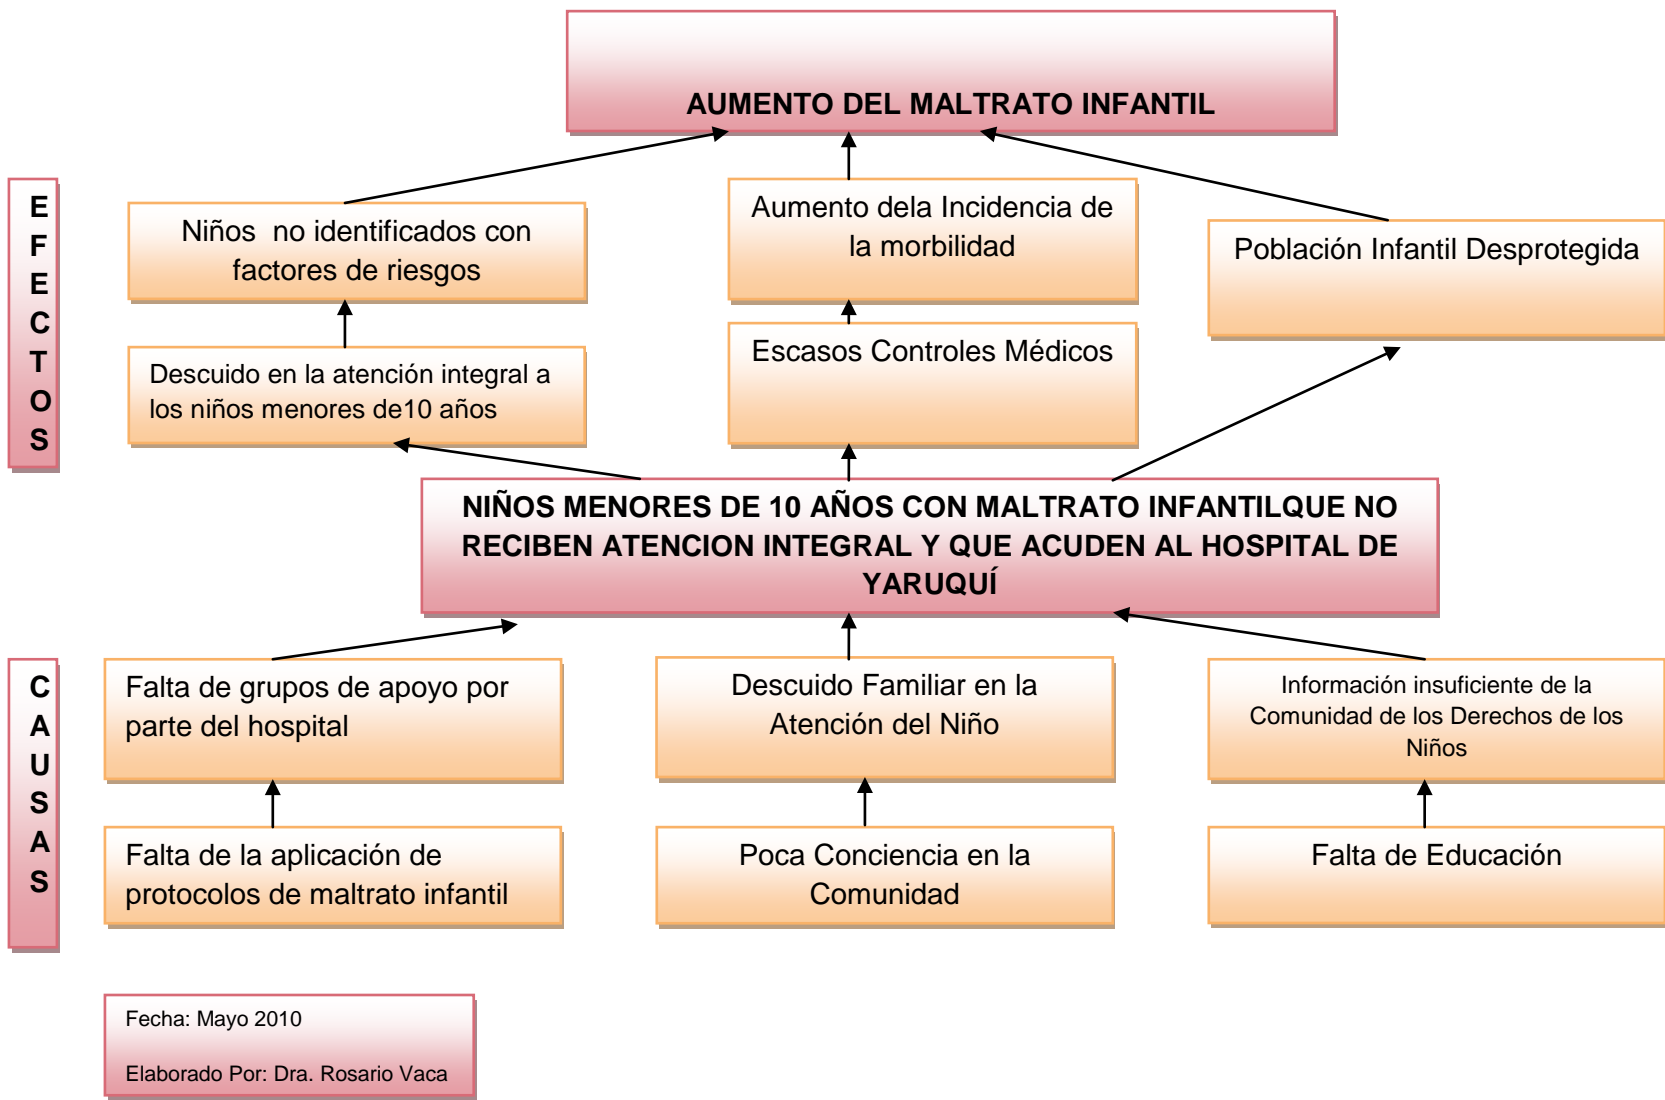 AUMENTO DEL MALTRATO INFANTIL
E
F
E
C
T
O
S
Niños no identificados con
factores de riesgos
Aumento dela Incidencia de
la morbilidad
Población Infantil Desprotegida
Descuido en la atención integral a
los niños menores de10 años
Escasos Controles Médicos
NIÑOS MENORES DE 10 AÑOS CON MALTRATO INFANTILQUE NO
RECIBEN ATENCION INTEGRAL Y QUE ACUDEN AL HOSPITAL DE
YARUQUÍ
C
A
U
S
A
S
Falta de grupos de apoyo por
parte del hospital
Descuido Familiar en la
Atención del Niño
Información insuficiente de la
Comunidad de los Derechos de los
Niños
Falta de la aplicación de
protocolos de maltrato infantil
Poca Conciencia en la
Comunidad
Falta de Educación
Fecha: Mayo 2010
Elaborado Por: Dra. Rosario Vaca